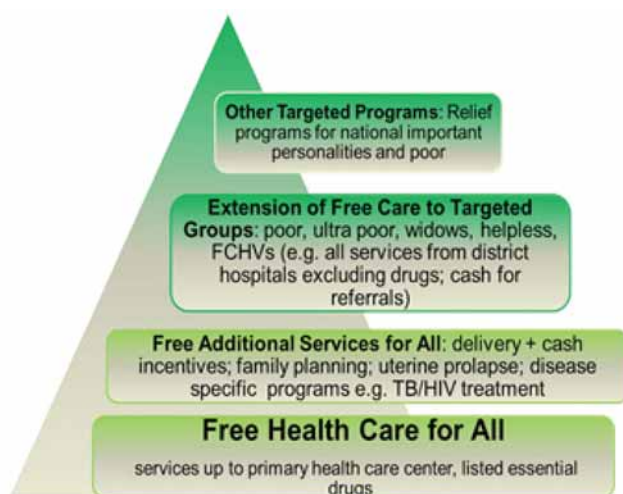 Other Targeted Programs: Relief
programs for national important
personalities and poor
Extension of Free Care to Targeted
Groups: poor, ultra poor, widows, helpless,
FCHVs (e.g. all services from district
hospitals excluding drugs; cash for
referrals)
Free Additional Services for All: delivery + cash
incentives; family planning; uterine prolapse; disease
specific programs e.g. TB/HIV treatment
Free Health Care for All
services up to primary health care center, listed essential
drugs